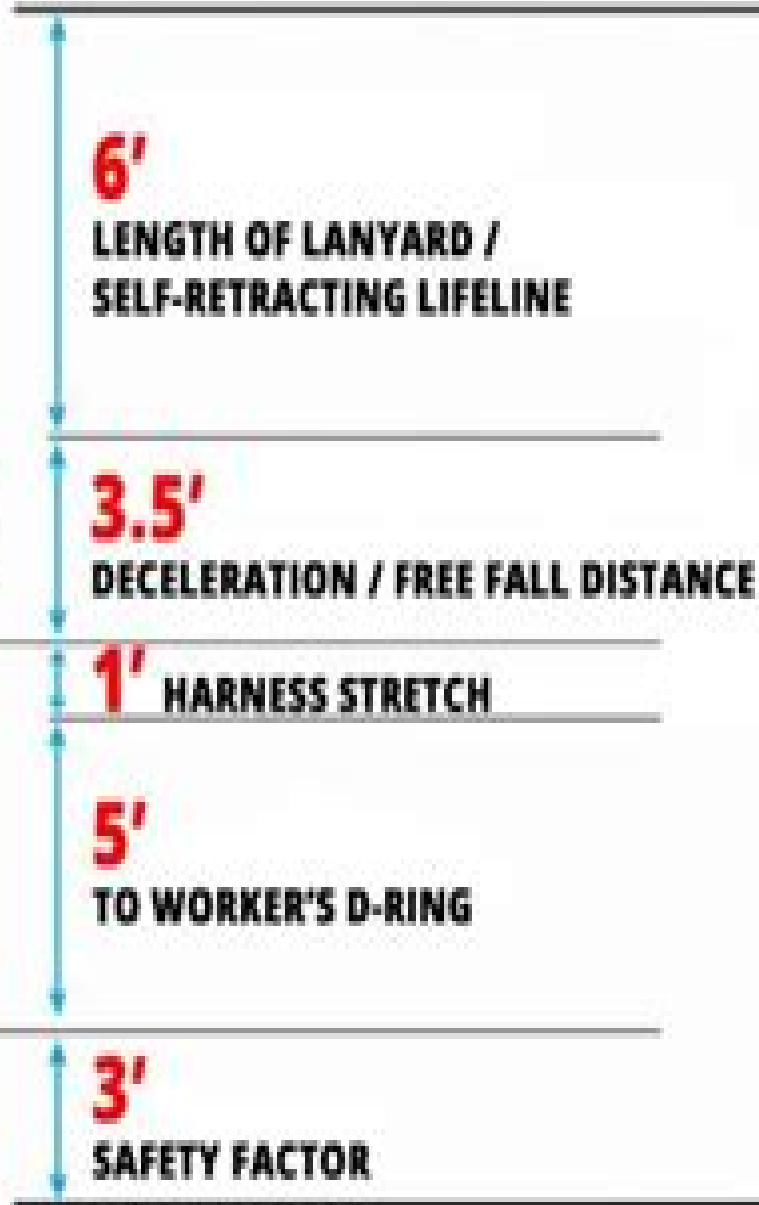 6'
LENGTH OF LANYARD /
SELF-RETRACTING LIFELINE
3.5'
DECELERATION / FREE FALL DISTANCE
1' HARNESS STRETCH
5'
TO WORKER'S D-RING
3'
SAFETY FACTOR